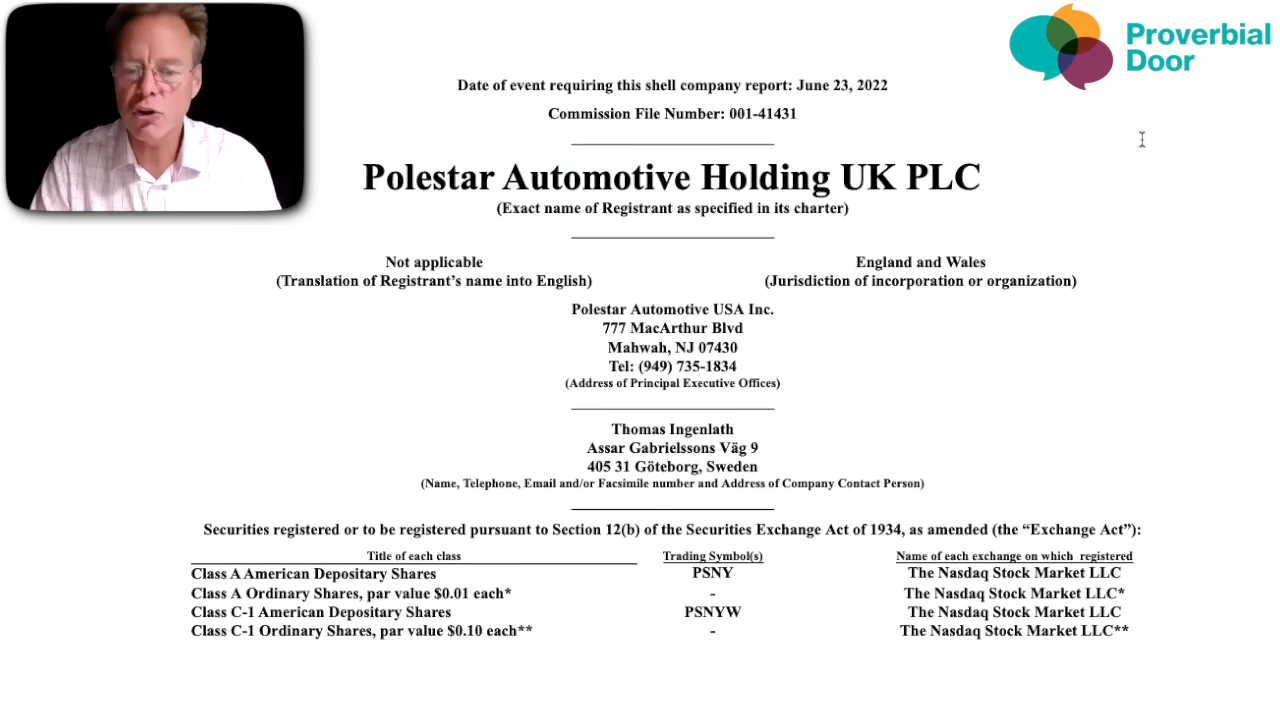 Proverbial
Door
Date of event requiring this shell company report: June 23, 2022
Commission File Number: 001-41431
Polestar Automotive Holding UK PLC
(Exact name of Registrant as specified in its charter)
Not applicable
(Translation of Registrant’s name into English)
England and Wales
(Jurisdiction of incorporation or organization)
Polestar Automotive USA Inc.
777 MacArthur Blvd
Mahwah, NJ 07430
Tel: (949) 735-1834
(Address of Principal Executive Offices)
Thomas Ingenlath
Assar Gabrielssons Väg 9
405 31 Göteborg, Sweden
(Name, Telephone, Email and/or Facsimile number and Address of Company Contact Person)
Securities registered or to be registered pursuant to Section 12(b) of the Securities Exchange Act of 1934, as amended (the “Exchange Act”):
Title of each class Trading Symbol(s) Name of each exchange on which registered
Class A American Depositary Shares PSNY The Nasdaq Stock Market LLC
Class A Ordinary Shares, par value $0.01 each* - The Nasdaq Stock Market LLC*
Class C-1 American Depositary Shares PSNYW The Nasdaq Stock Market LLC
Class C-1 Ordinary Shares, par value $0.10 each** - The Nasdaq Stock Market LLC**